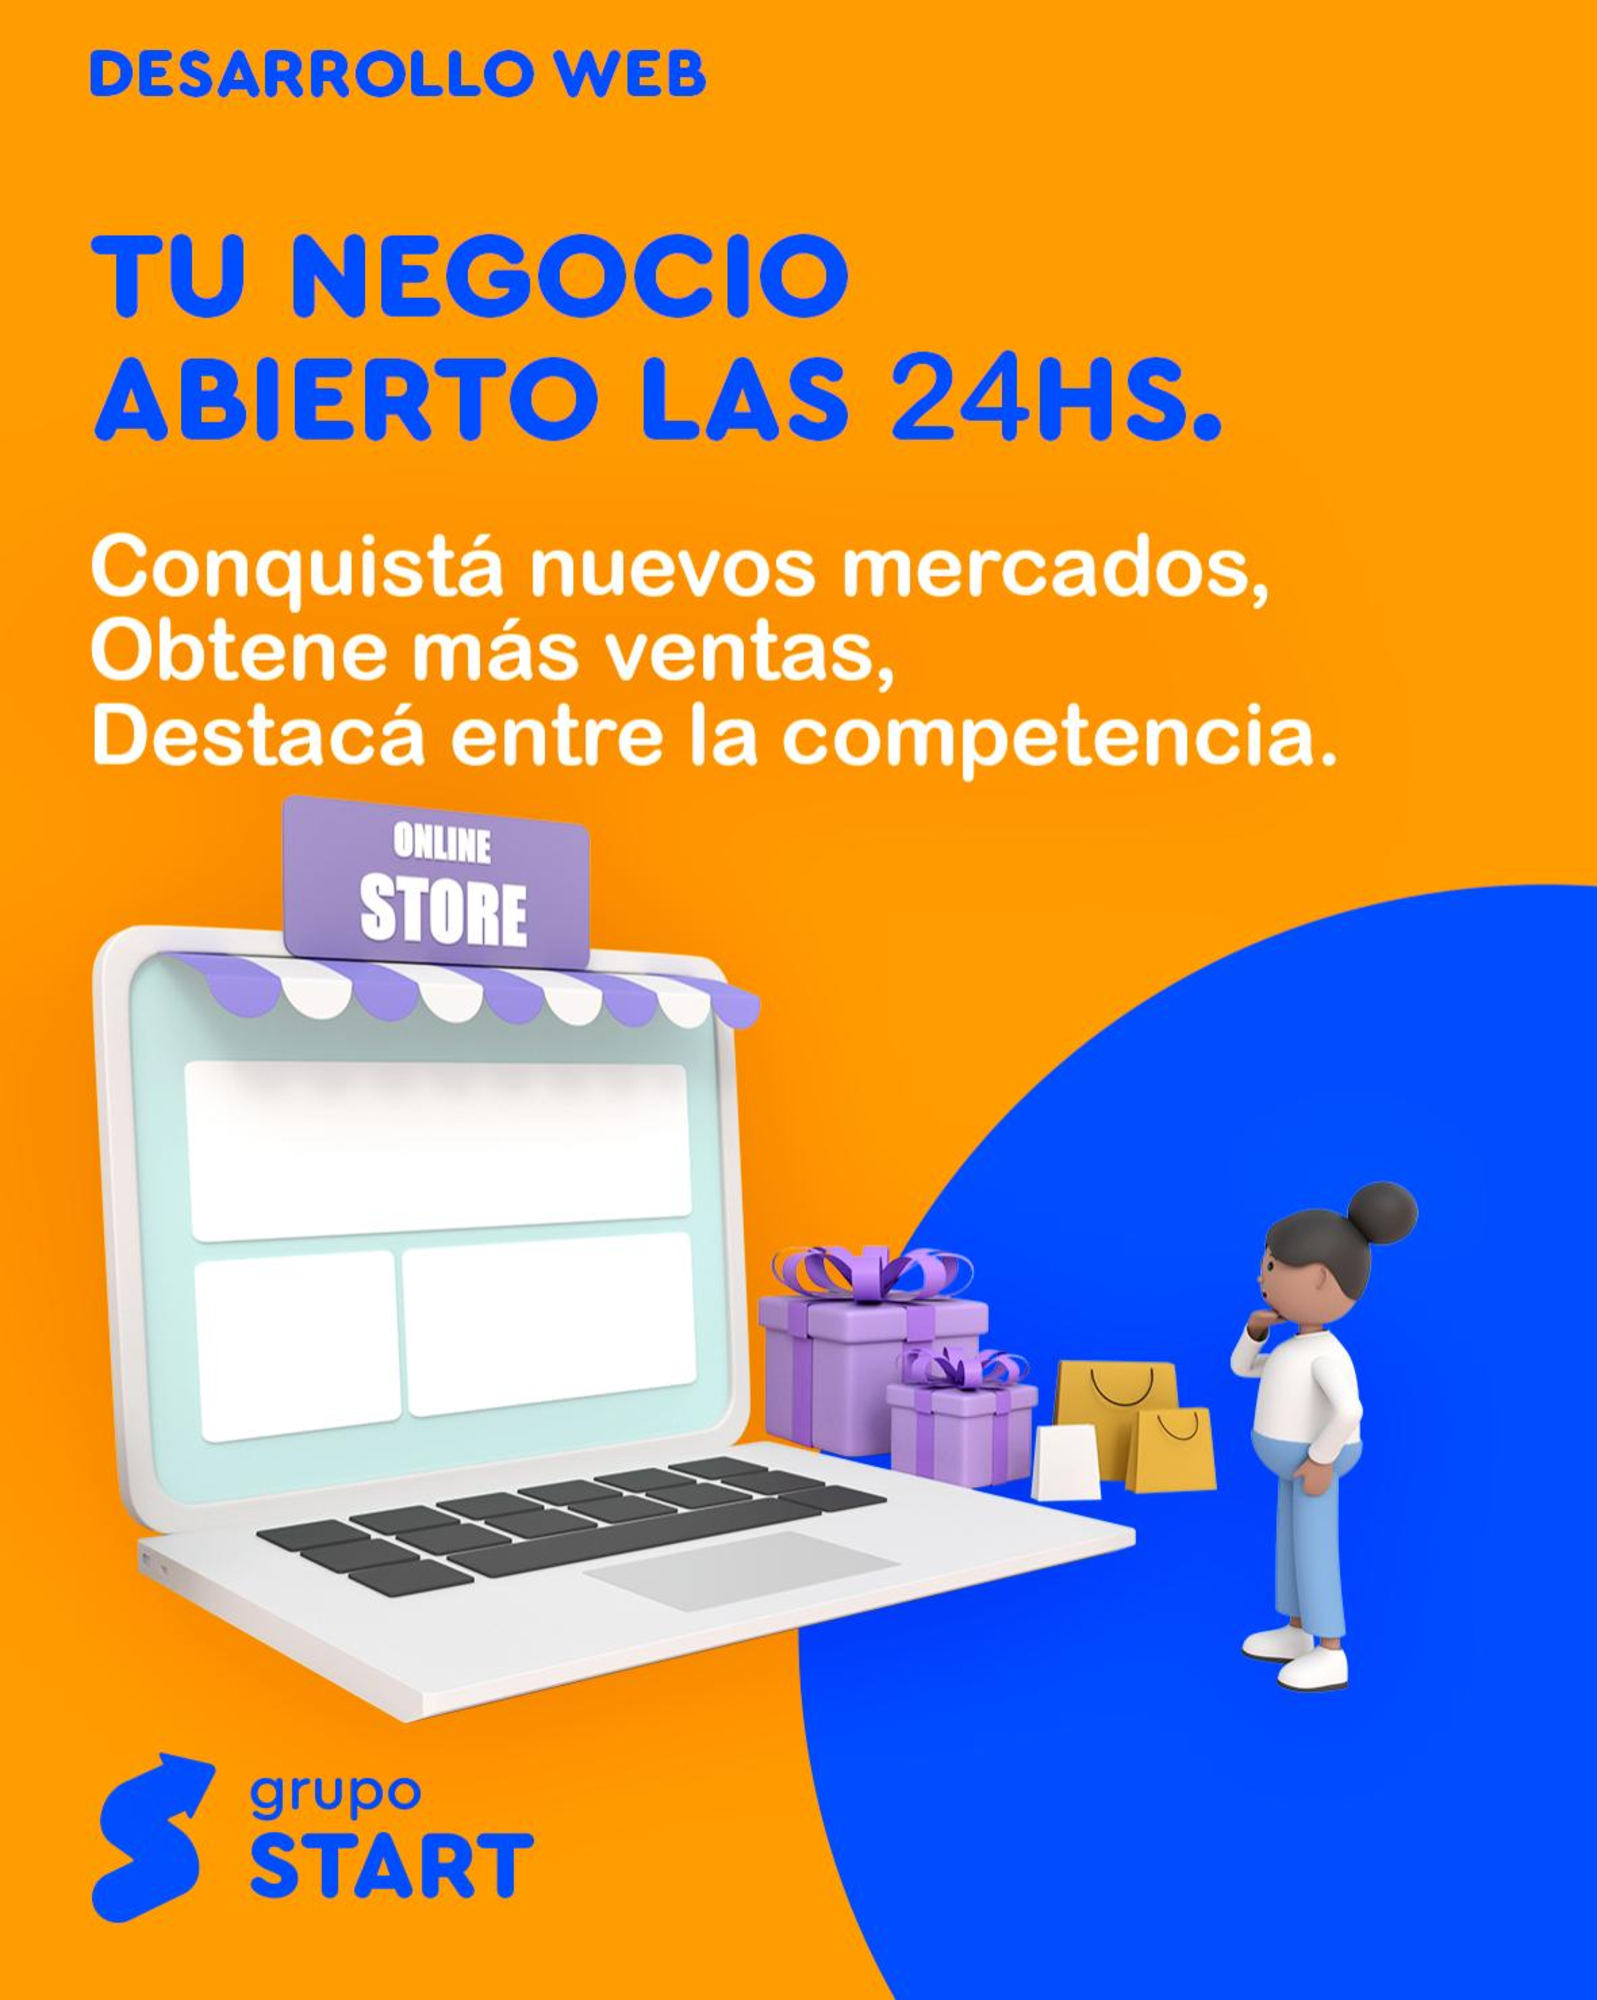 DESARROLLO WEB
TU NEGOCIO
ABIERTO LAS 24HS.
Conquistá nuevos mercados,
Obtene más ventas,
Destacá entre la competencia.
ONLINE
STORE
grupo
START